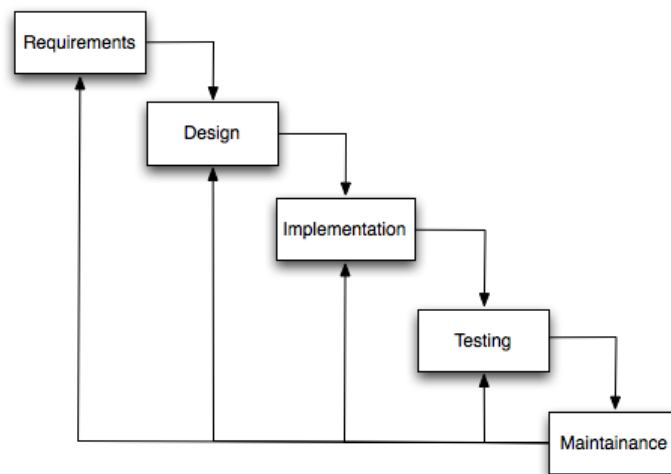 Requirements
Design
Implementation
Testing
Maintainance